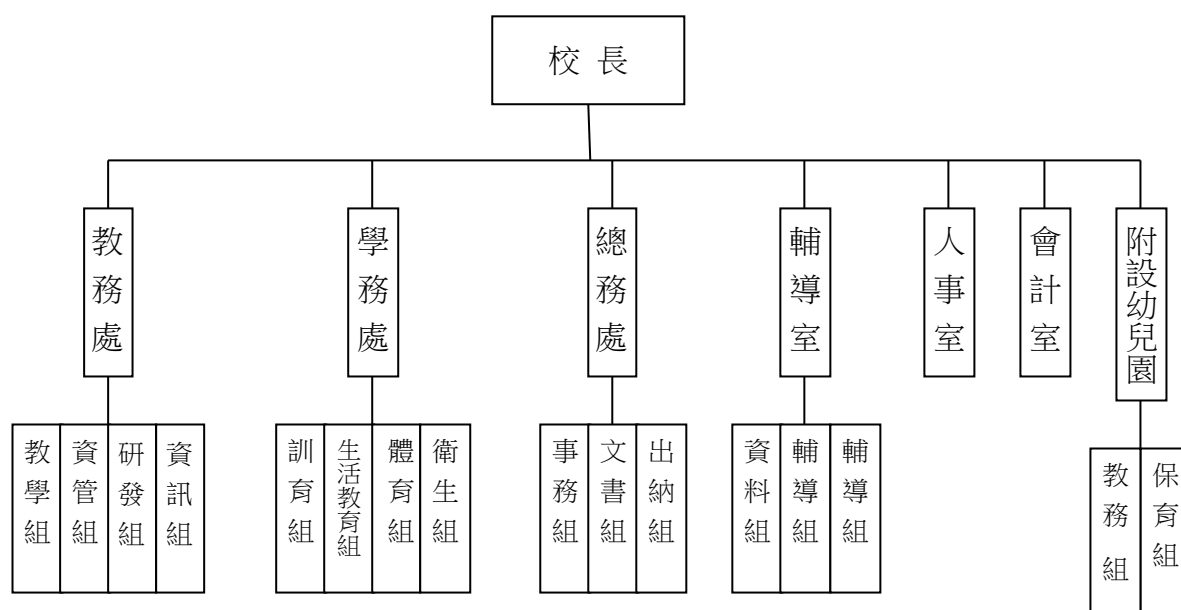 校長
教務處
學務處
總務處
輔導室
人事室
會計室
附設幼兒園
教學組
資管組
研發組
資訊組
訓育組
生活教育組
體育組
衛生組
事務組
文書組
出納組
資料組
輔導組
輔導組
教務組
保育組